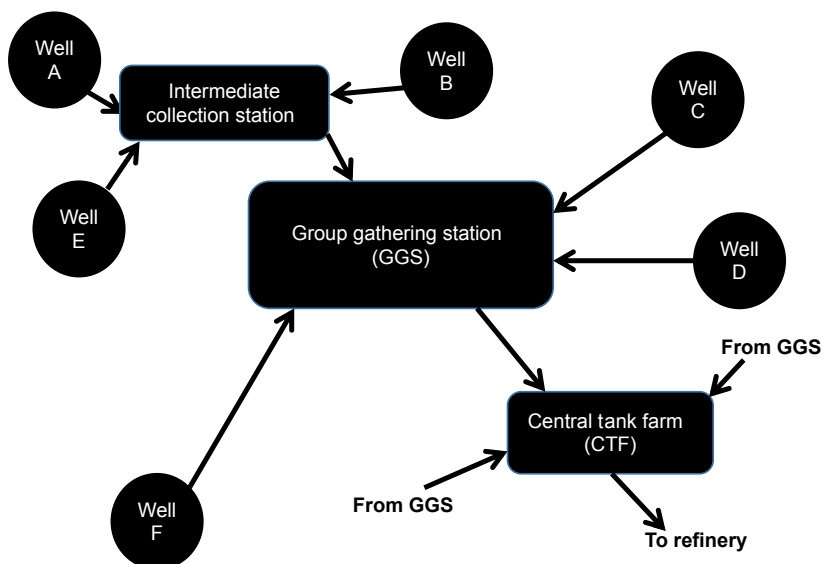 Well
A
Intermediate
collection station
Well
B
Well
C
Well
E
Group gathering station
(GGS)
Well
D
From GGS
Central tank farm
(CTF)
From GGS
Well
F
To refinery